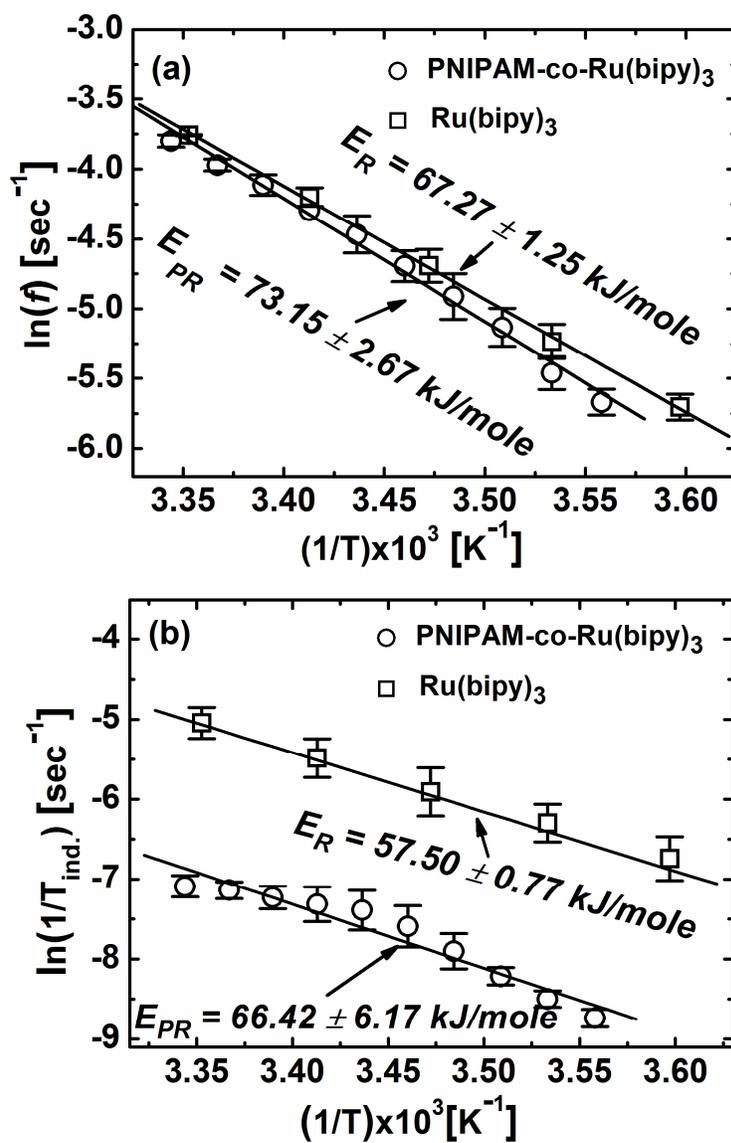 (a)
PNIPAM-co-Ru(bipy)3
Ru(bipy)3
E_R = 67.27 ± 1.25 kJ/mole
E_PR = 73.15 ± 2.67 kJ/mole
ln(f) [sec⁻¹]
-3.0
-3.5
-4.0
-4.5
-5.0
-5.5
-6.0
3.35 3.40 3.45 3.50 3.55 3.60
(1/T)x10³ [K⁻¹]
(b)
PNIPAM-co-Ru(bipy)3
Ru(bipy)3
E_R = 57.50 ± 0.77 kJ/mole
E_PR = 66.42 ± 6.17 kJ/mole
ln(1/T_ind.) [sec⁻¹]
-4
-5
-6
-7
-8
-9
3.35 3.40 3.45 3.50 3.55 3.60
(1/T)x10³[K⁻¹]